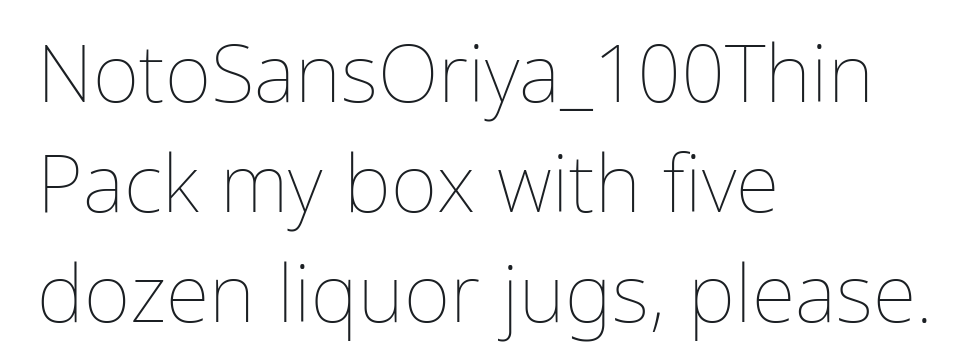 NotoSansOriya_100Thin
Pack my box with five
dozen liquor jugs, please.